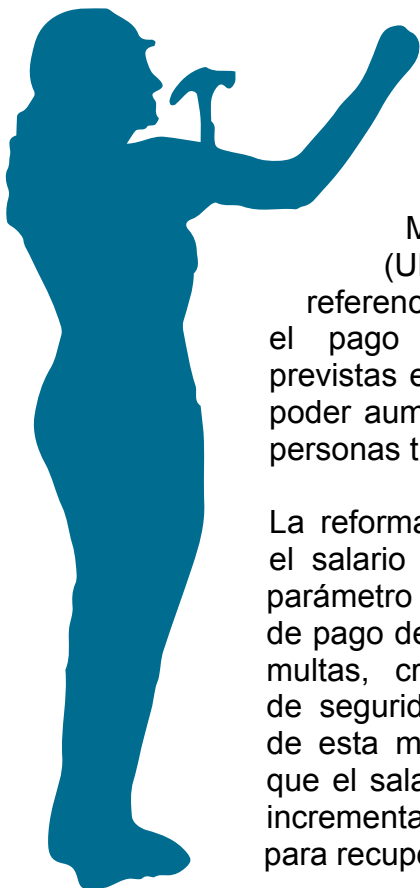 (U
referenc
el pago
previstas e
poder aum
personas t
La reforma
el salario
parámetro
de pago de
multas, cr
de segurid
de esta m
que el sala
incrementa
para recupe